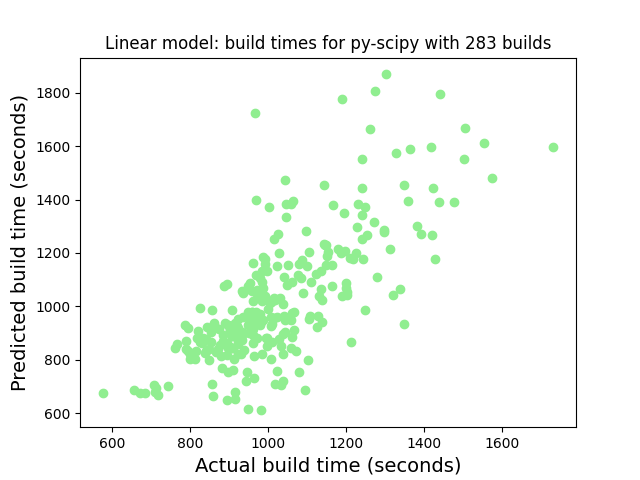 Linear model: build times for py-scipy with 283 builds
Predicted build time (seconds)
1800
1600
1400
1200
1000
800
600
600 800 1000 1200 1400 1600
Actual build time (seconds)